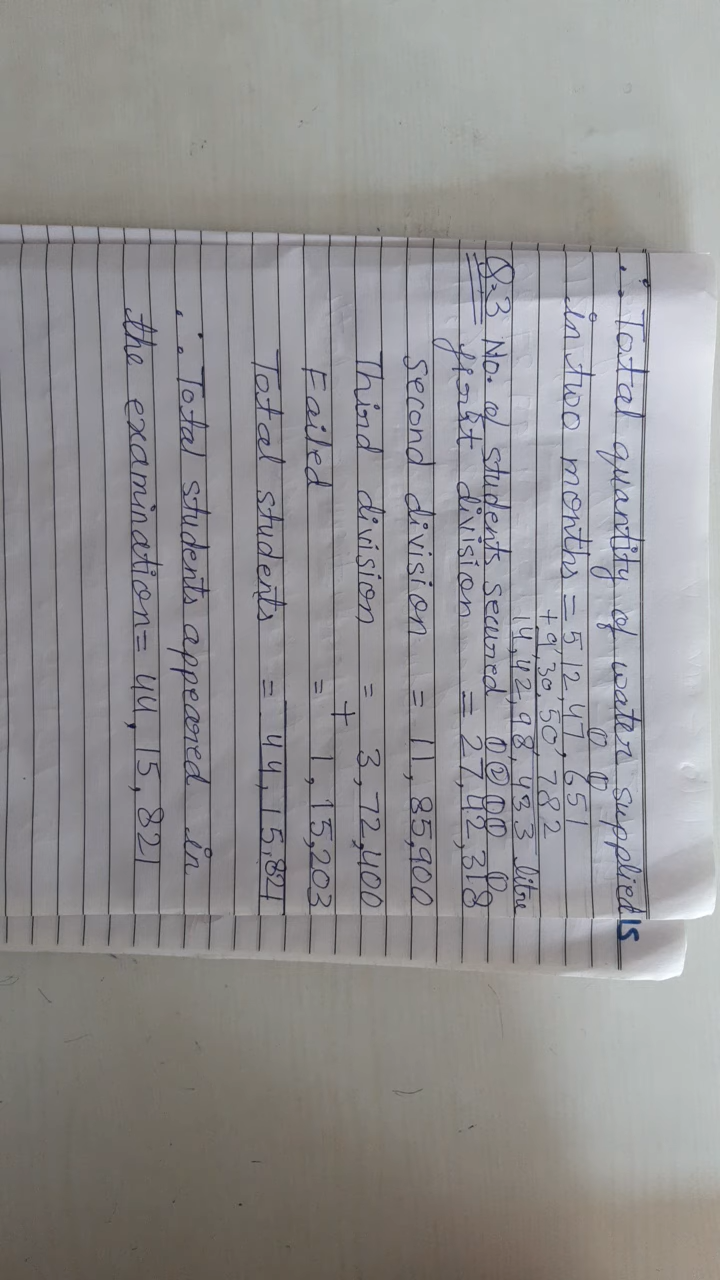 15
∴ Total quantity of water supplied
in two months = 5 12,47,651
+ 9,30,50,782
14,42,98,433 litre
Q.3 No. of students secured
first division = 27,42,318
Second division = 11,85,900
Third division = 3,72,400
Failed = + 1,15,203
Total students = 44,15,821
∴ Total students appeared in
the examination = 44,15,821